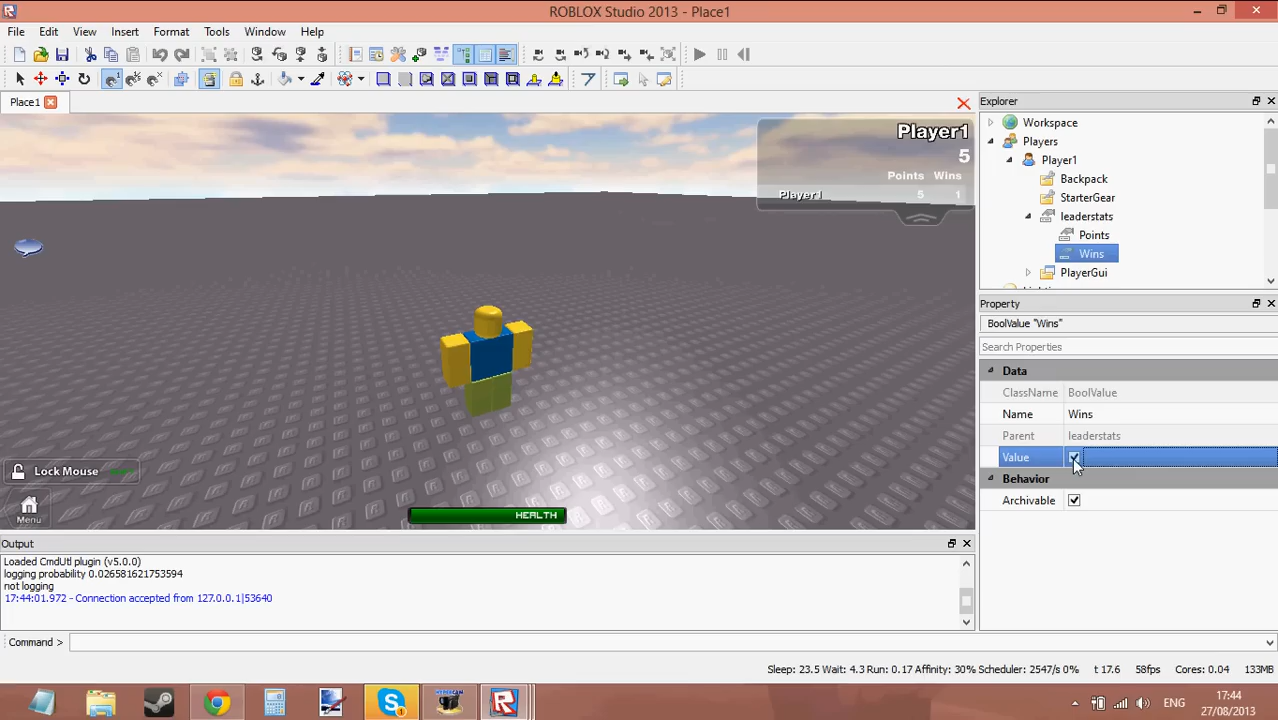 ROBLOX Studio 2013 - Place1
File Edit View Insert Format Tools Window Help
Place1
Player1
5
Points Wins
Player1 5 1
Lock Mouse
Menu
HEALTH
Explorer
Workspace
Players
Player1
Backpack
StarterGear
leaderstats
Points
Wins
PlayerGui
Property
BoolValue "Wins"
Search Properties
Data
ClassName BoolValue
Name Wins
Parent leaderstats
Value
Behavior
Archivable
Output
Loaded CmdUtl plugin (v5.0.0)
logging probability 0.026581621753594
not logging
17:44:01.972 - Connection accepted from 127.0.0.1|53640
Command >
Sleep: 23.5 Wait: 4.3 Run: 0.17 Affinity: 30% Scheduler: 2547/s 0% t 17.6 58fps Cores: 0.04 133MB
ENG
17:44
27/08/2013